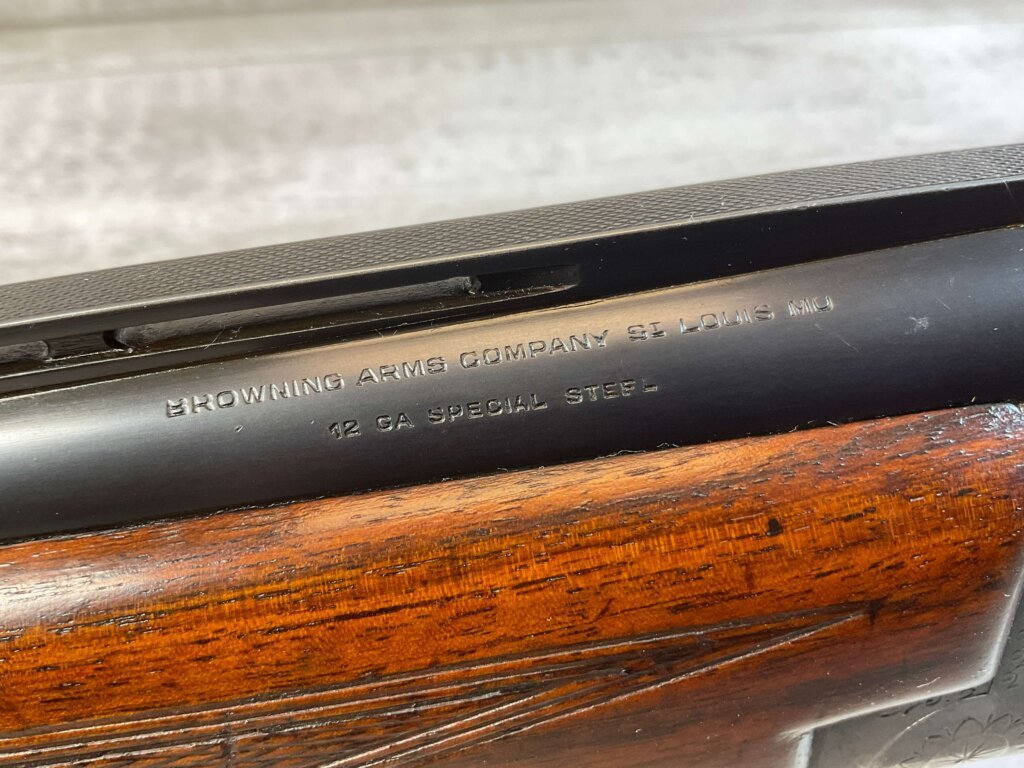 BROWNING ARMS COMPANY ST LOUIS MO
12 GA SPECIAL STEEL